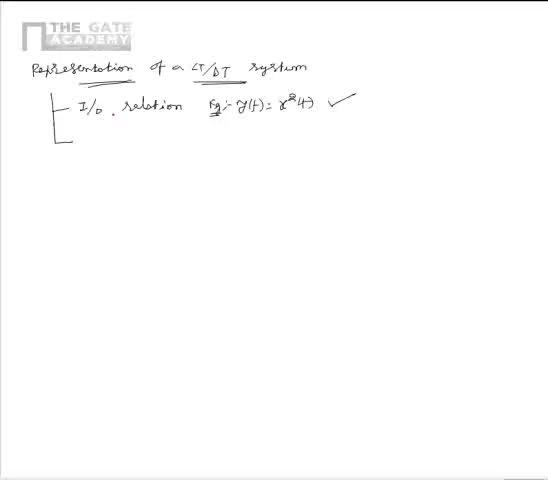 THE GATE
ACADEMY
Representation of a CT/DT system
I/O relation Eg:- y(t) = x²(t) ✓